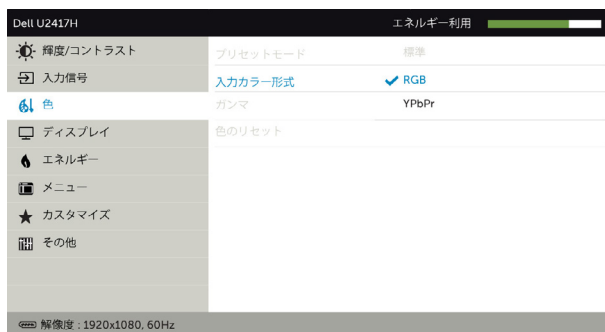 Dell U2417H
エネルギー利用
輝度/コントラスト
プリセットモード
標準
入力信号
入力カラー形式
RGB
色
ガンマ
YPbPr
ディスプレイ
色のリセット
エネルギー
メニュー
カスタマイズ
その他
解像度 : 1920x1080, 60Hz